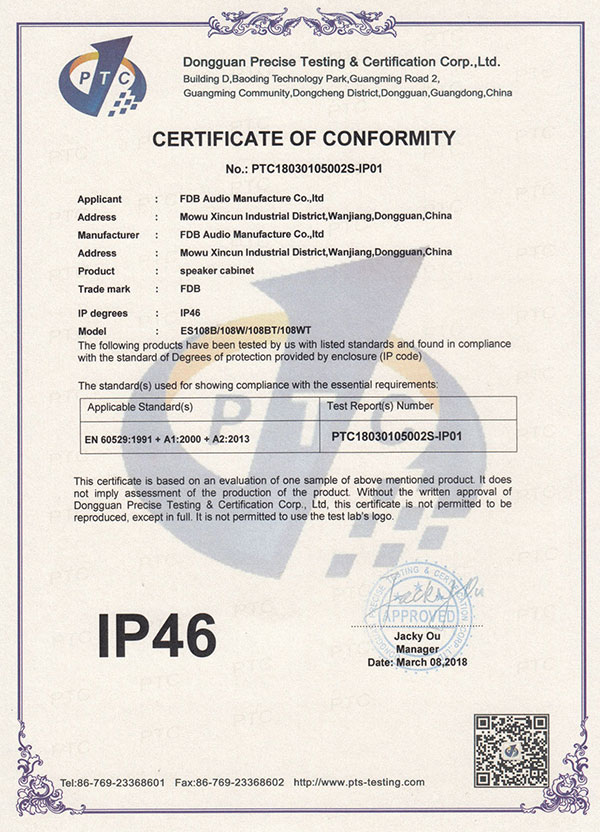 PTC
Dongguan Precise Testing & Certification Corp.,Ltd.
Building D,Baoding Technology Park,Guangming Road 2,
Guangming Community,Dongcheng District,Dongguan,Guangdong,China
CERTIFICATE OF CONFORMITY
No.: PTC18030105002S-IP01
Applicant : FDB Audio Manufacture Co.,ltd
Address : Mowu Xincun Industrial District,Wanjiang,Dongguan,China
Manufacturer : FDB Audio Manufacture Co.,ltd
Address : Mowu Xincun Industrial District,Wanjiang,Dongguan,China
Product : speaker cabinet
Trade mark : FDB
IP degrees : IP46
Model : ES108B/108W/108BT/108WT
The following products have been tested by us with listed standards and found in compliance
with the standard of Degrees of protection provided by enclosure (IP code)
The standard(s) used for showing compliance with the essential requirements:
Applicable Standard(s) Test Report(s) Number
EN 60529:1991 + A1:2000 + A2:2013 PTC18030105002S-IP01
PTC
This certificate is based on an evaluation of one sample of above mentioned product. It does
not imply assessment of the production of the product. Without the written approval of
Dongguan Precise Testing & Certification Corp., Ltd, this certificate is not permitted to be
reproduced, except in full. It is not permitted to use the test lab's logo.
APPROVED
Jacky Ou
IP46
Jacky Ou
Manager
Date: March 08,2018
Tel:86-769-23368601 Fax:86-769-23368602 http://www.pts-testing.com